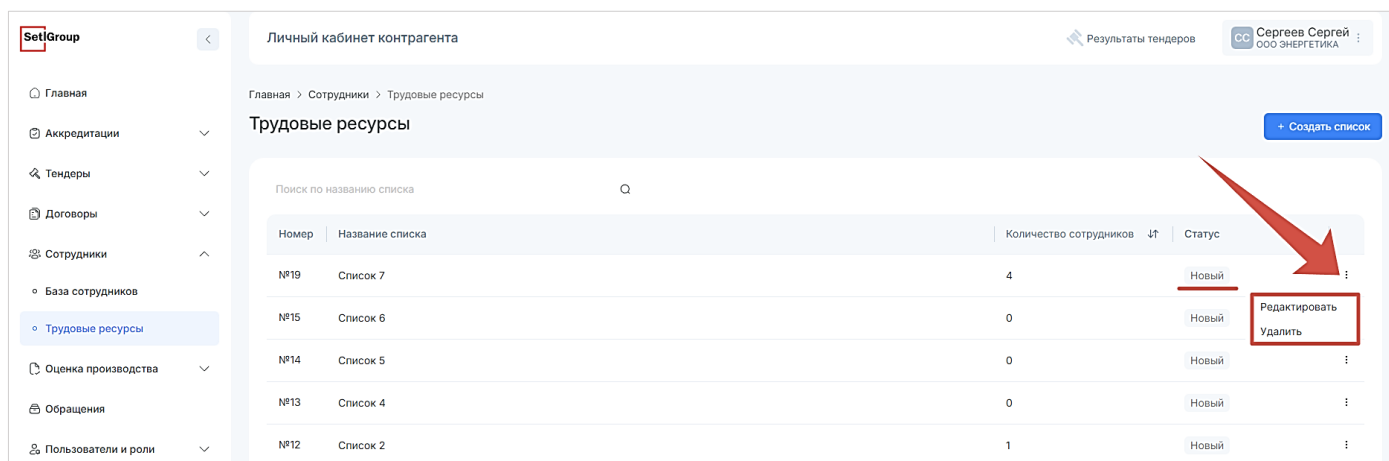 SetlGroup
Личный кабинет контрагента
Результаты тендеров
СС
Сергеев Сергей
ООО ЭНЕРГЕТИКА
Главная
Аккредитации
Тендеры
Договоры
Сотрудники
База сотрудников
Трудовые ресурсы
Оценка производства
Обращения
Пользователи и роли
Главная > Сотрудники > Трудовые ресурсы
Трудовые ресурсы
+ Создать список
Поиск по названию списка
Номер Название списка Количество сотрудников Статус
№19 Список 7 4 Новый
Редактировать
Удалить
№15 Список 6 0 Новый
№14 Список 5 0 Новый
№13 Список 4 0 Новый
№12 Список 2 1 Новый